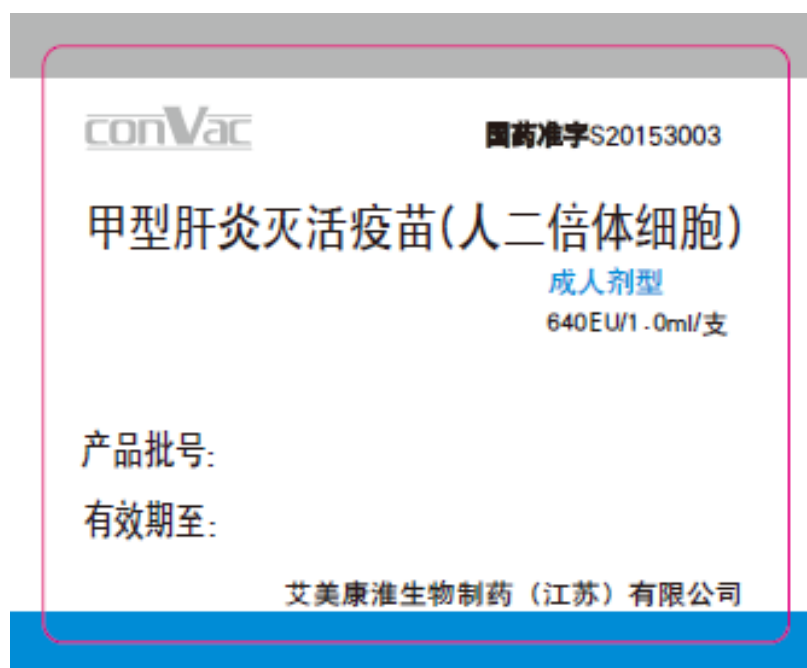 conVac
国药准字S20153003
甲型肝炎灭活疫苗(人二倍体细胞)
成人剂型
640EU/1.0ml/支
产品批号:
有效期至:
艾美康淮生物制药（江苏）有限公司